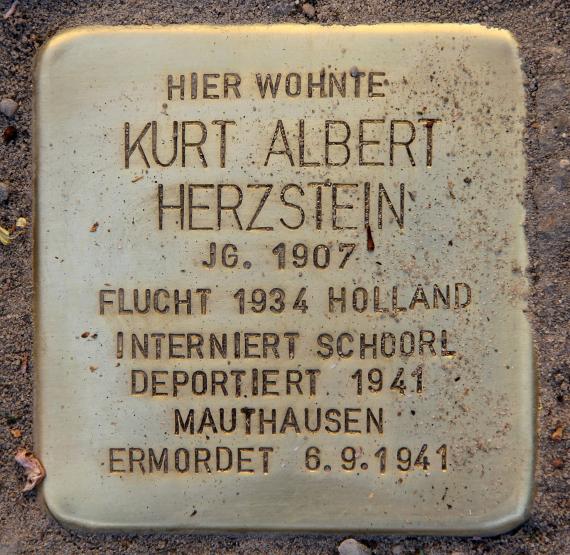 HIER WOHNTE
KURT ALBERT
HERZSTEIN
JG. 1907
FLUCHT 1934 HOLLAND
INTERNIERT SCHOORL
DEPORTIERT 1941
MAUTHAUSEN
ERMORDET 6.9.1941